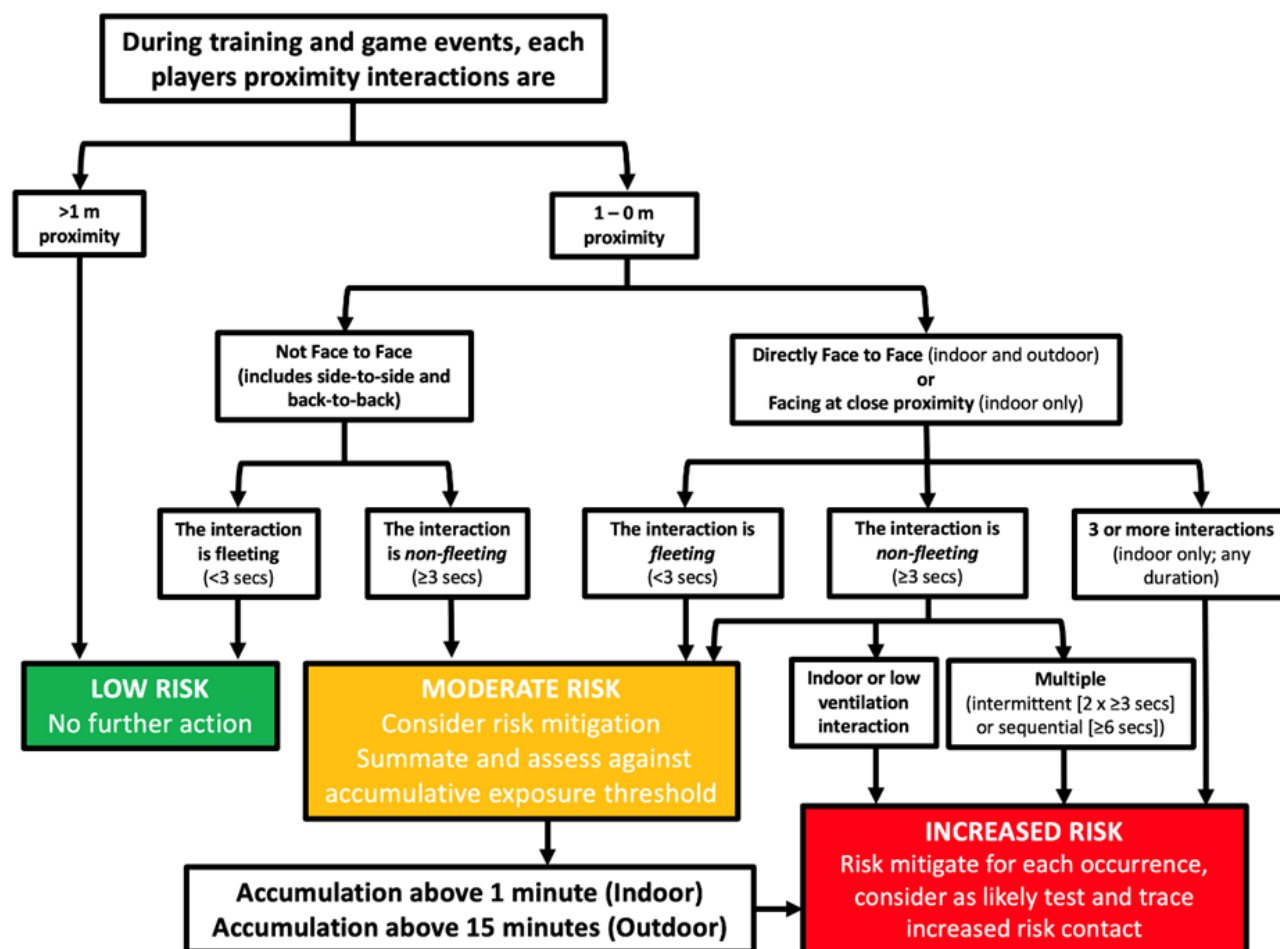 During training and game events, each
players proximity interactions are
>1 m
proximity
1 – 0 m
proximity
Not Face to Face
(includes side-to-side and
back-to-back)
Directly Face to Face (indoor and outdoor)
or
Facing at close proximity (indoor only)
The interaction
is fleeting
(<3 secs)
The interaction
is non-fleeting
(≥3 secs)
The interaction is
fleeting
(<3 secs)
The interaction is
non-fleeting
(≥3 secs)
3 or more interactions
(indoor only; any
duration)
LOW RISK
No further action
MODERATE RISK
Consider risk mitigation
Summate and assess against
accumulative exposure threshold
Indoor or low
ventilation
interaction
Multiple
(intermittent [2 x ≥3 secs]
or sequential [≥6 secs])
Accumulation above 1 minute (Indoor)
Accumulation above 15 minutes (Outdoor)
INCREASED RISK
Risk mitigate for each occurrence,
consider as likely test and trace
increased risk contact